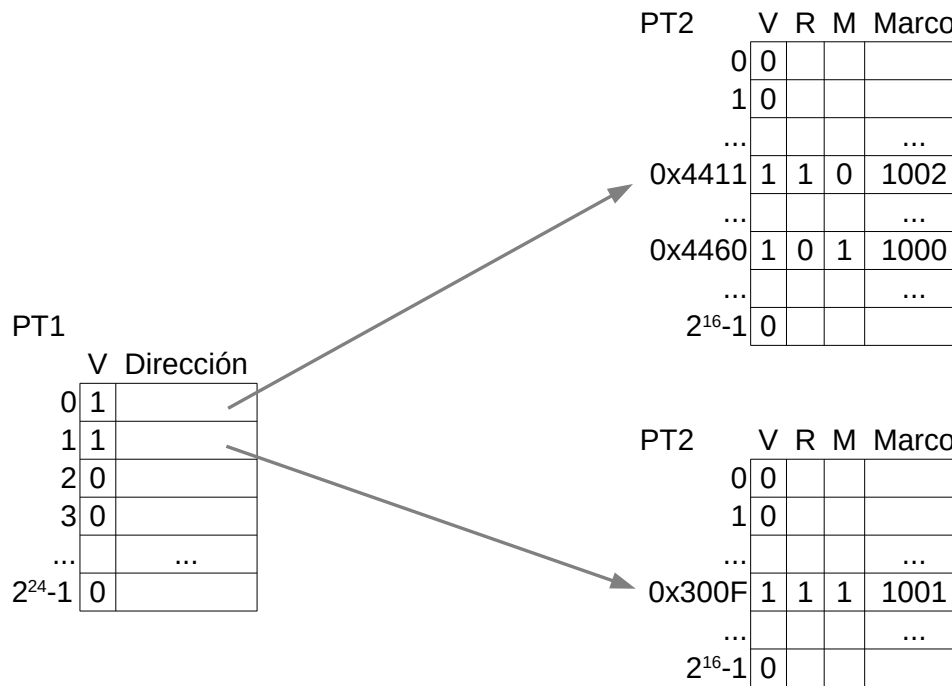 PT2 V R M Marco
0 0
1 0
... ...
0x4411 1 1 0 1002
... ...
0x4460 1 0 1 1000
... ...
2¹⁶-1 0
PT1
V Dirección
0 1
1 1
2 0
3 0
... ...
2²⁴-1 0
PT2 V R M Marco
0 0
1 0
... ...
0x300F 1 1 1 1001
... ...
2¹⁶-1 0